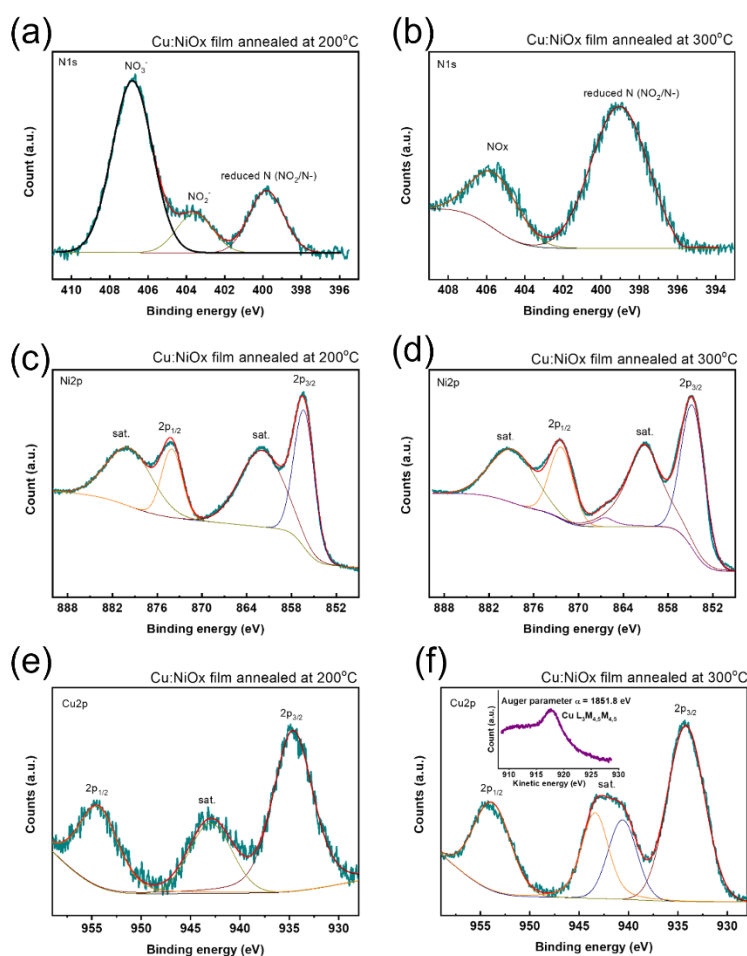 (a)
Cu:NiOx film annealed at 200°C
N1s
NO₃⁻
NO₂⁻
reduced N (NO₂/N-)
Count (a.u.)
410 408 406 404 402 400 398 396
Binding energy (eV)
(b)
Cu:NiOx film annealed at 300°C
N1s
NOx
reduced N (NO₂/N-)
Count (a.u.)
408 406 404 402 400 398 396 394
Binding energy (eV)
(c)
Cu:NiOx film annealed at 200°C
Ni2p
sat.
2p₁/₂
sat.
2p₃/₂
Count (a.u.)
888 882 876 870 864 858 852
Binding energy (eV)
(d)
Cu:NiOx film annealed at 300°C
Ni2p
sat.
2p₁/₂
sat.
2p₃/₂
Count (a.u.)
888 882 876 870 864 858 852
Binding energy (eV)
(e)
Cu:NiOx film annealed at 200°C
Cu2p
2p₁/₂
sat.
2p₃/₂
Counts (a.u.)
955 950 945 940 935 930
Binding energy (eV)
(f)
Cu:NiOx film annealed at 300°C
Cu2p
Auger parameter α = 1851.8 eV
Cu L₃M₄,₅M₄,₅
Count (a.u.)
910 915 920 925 930
Kinetic energy (eV)
2p₁/₂
sat.
2p₃/₂
Counts (a.u.)
955 950 945 940 935 930
Binding energy (eV)